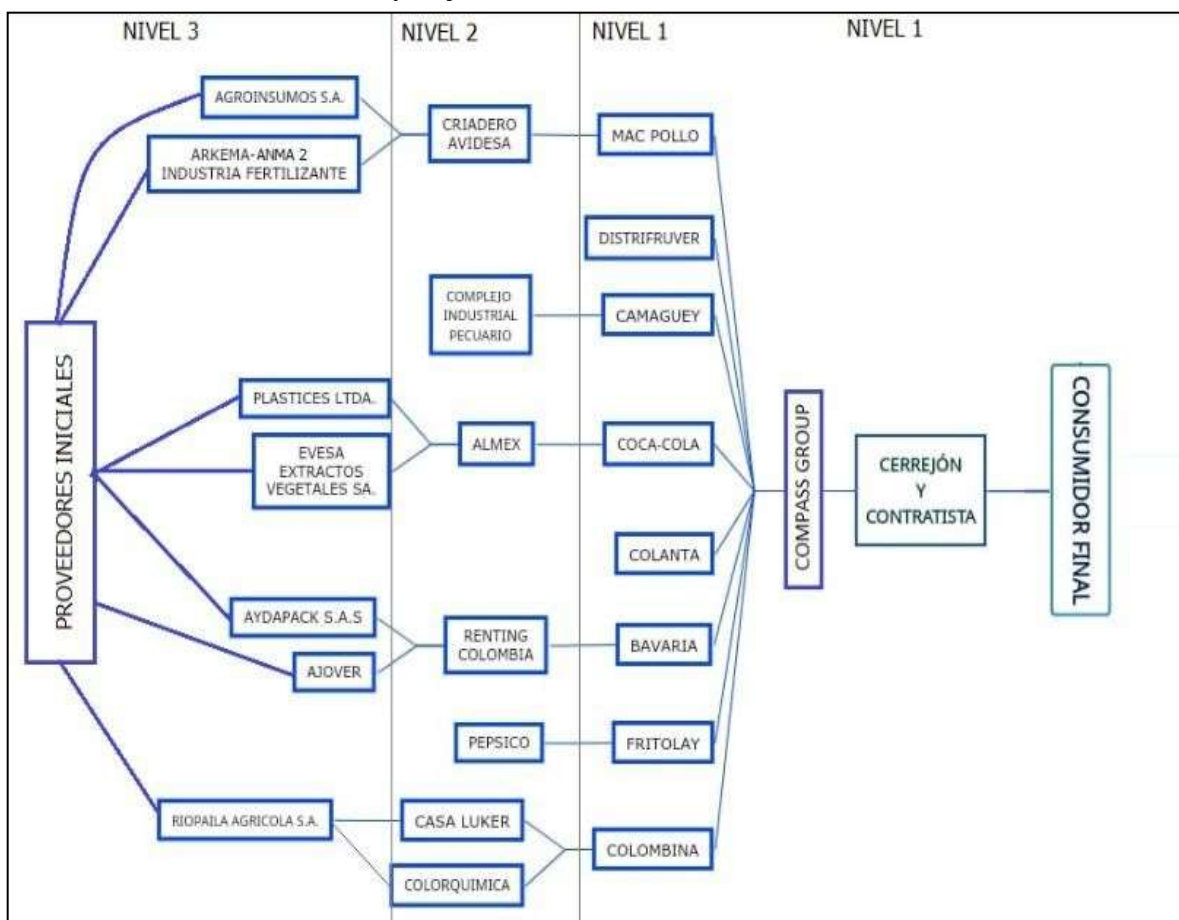 NIVEL 3
NIVEL 2
NIVEL 1
NIVEL 1
PROVEEDORES INICIALES
AGROINSUMOS S.A.
ARKEMA-ANMA 2
INDUSTRIA FERTILIZANTE
PLASTICES LTDA.
EVESA
EXTRACTOS
VEGETALES SA.
AYDAPACK S.A.S
AJOVER
RIOPAILA AGRICOLA S.A.
CRIADERO
AVIDESA
COMPLEJO
INDUSTRIAL
PECUARIO
ALMEX
RENTING
COLOMBIA
PEPSICO
CASA LUKER
COLORQUIMICA
MAC POLLO
DISTRIFRUVER
CAMAGUEY
COCA-COLA
COLANTA
BAVARIA
FRITOLAY
COLOMBINA
COMPASS GROUP
CERREJÓN
Y
CONTRATISTA
CONSUMIDOR FINAL